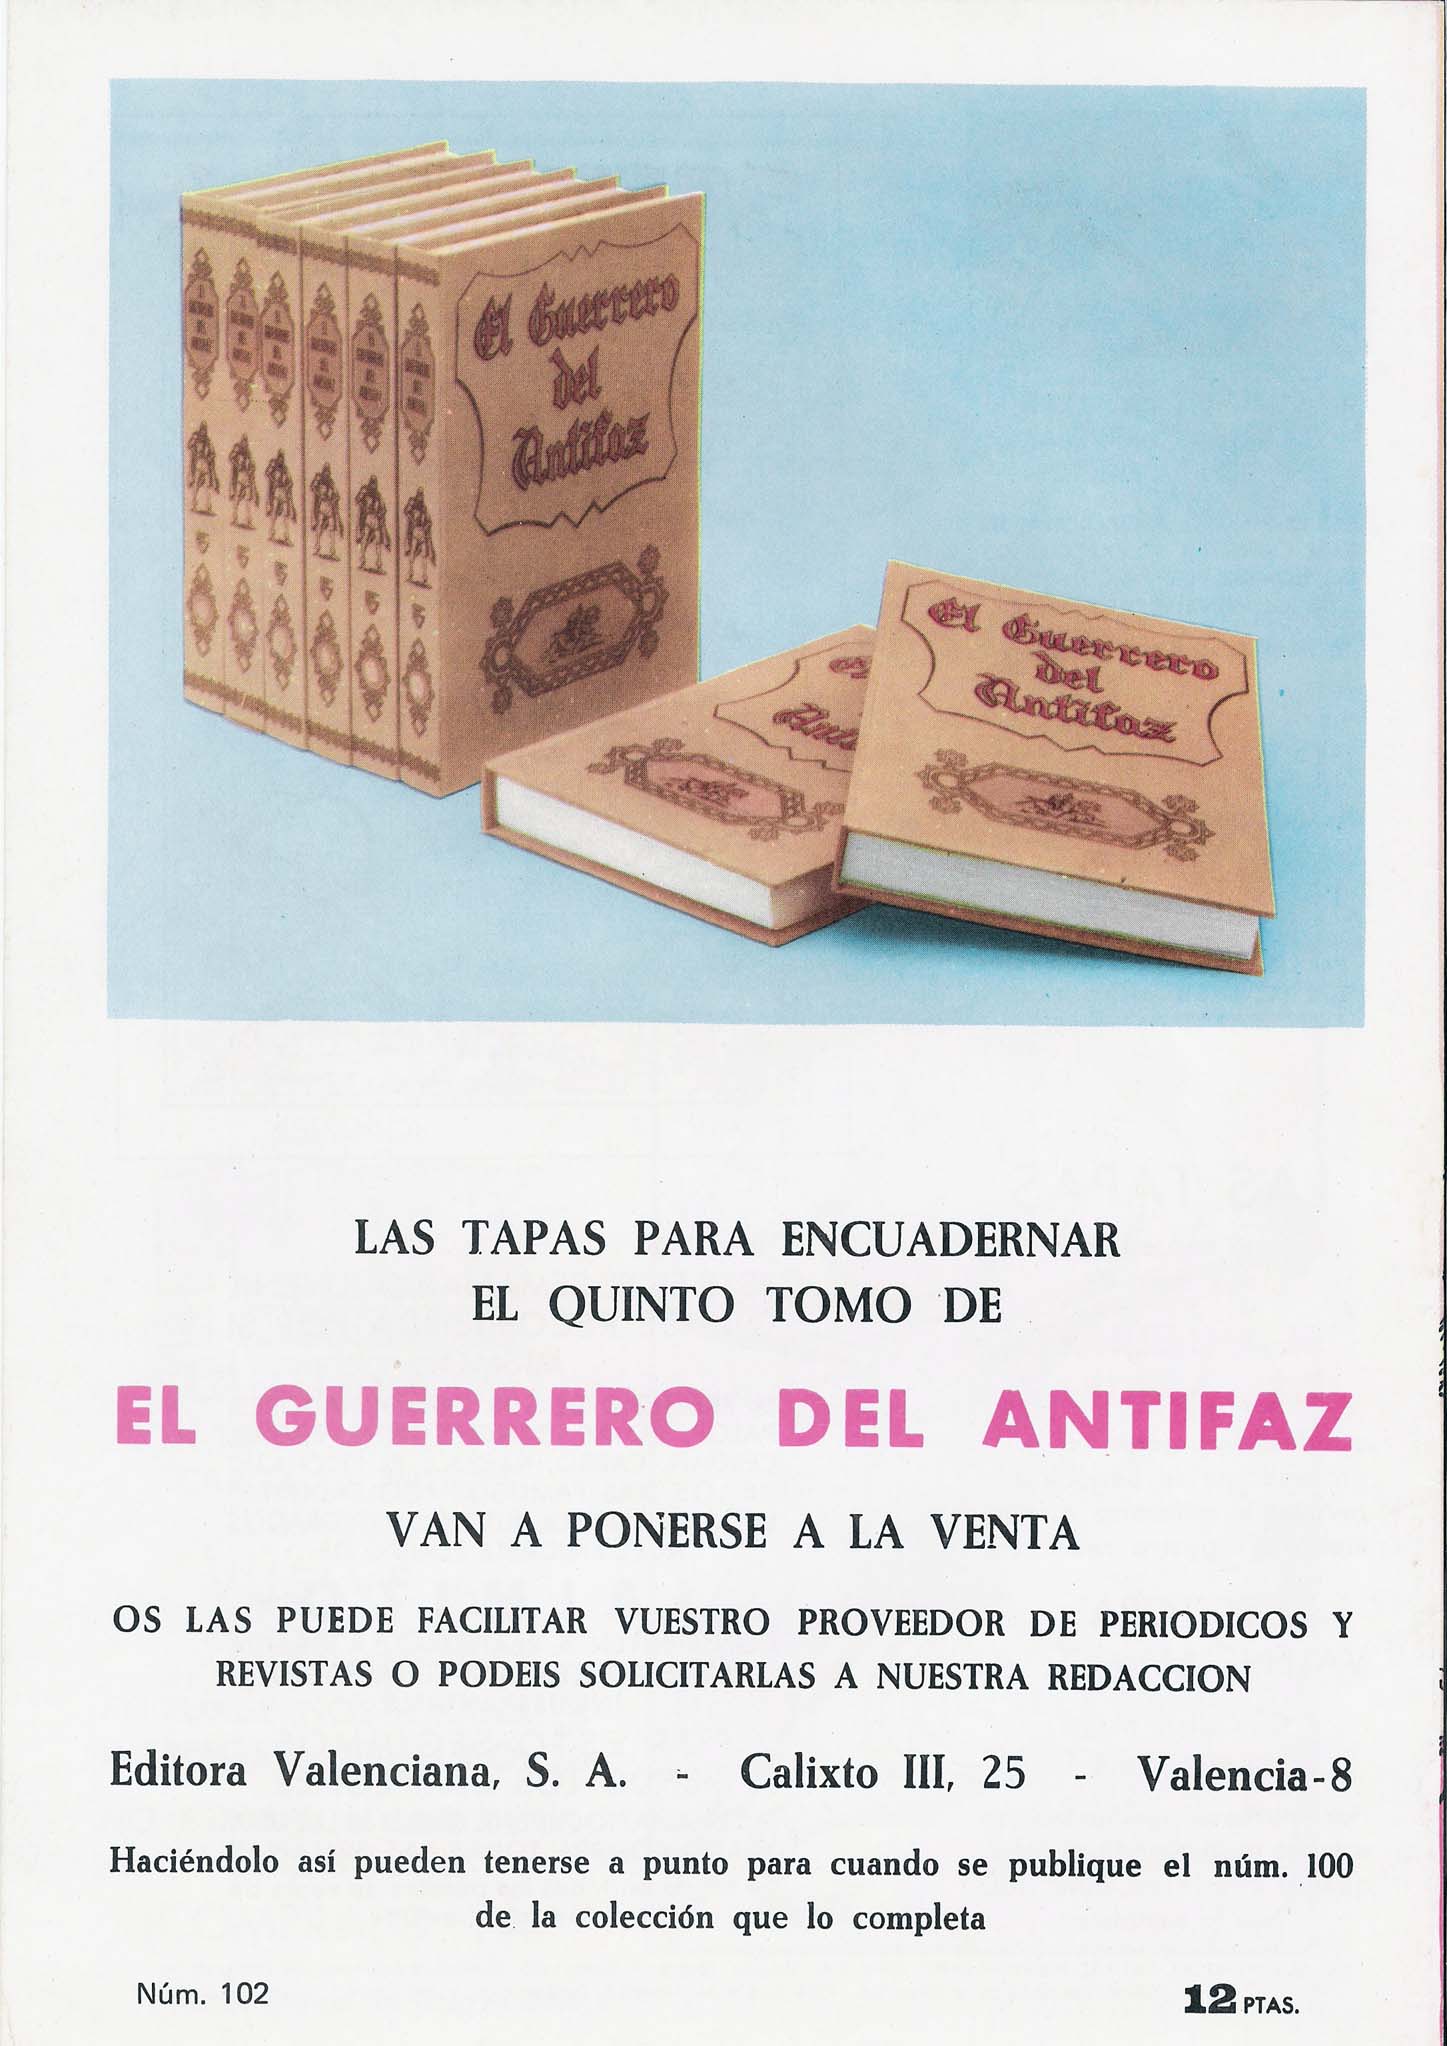 El Guerrero
del
Antifaz
El Guerrero
del
Antifaz
LAS TAPAS PARA ENCUADERNAR
EL QUINTO TOMO DE
EL GUERRERO DEL ANTIFAZ
VAN A PONERSE A LA VENTA
OS LAS PUEDE FACILITAR VUESTRO PROVEEDOR DE PERIODICOS Y
REVISTAS O PODEIS SOLICITARLAS A NUESTRA REDACCION
Editora Valenciana, S. A. - Calixto III, 25 - Valencia-8
Haciéndolo así pueden tenerse a punto para cuando se publique el núm. 100
de la colección que lo completa
Núm. 102
12 PTAS.